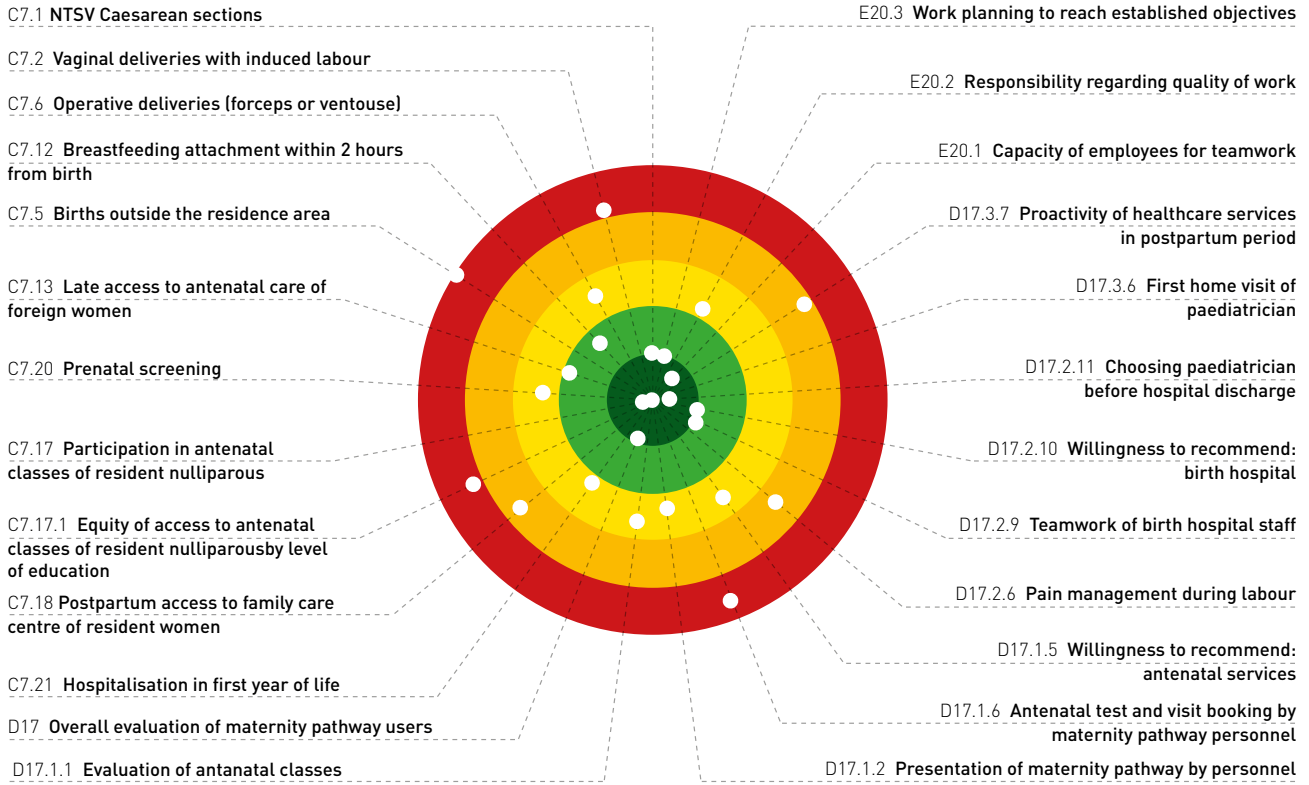 C7.1 NTSV Caesarean sections
C7.2 Vaginal deliveries with induced labour
C7.6 Operative deliveries (forceps or ventouse)
C7.12 Breastfeeding attachment within 2 hours
from birth
C7.5 Births outside the residence area
C7.13 Late access to antenatal care of
foreign women
C7.20 Prenatal screening
C7.17 Participation in antenatal
classes of resident nulliparous
C7.17.1 Equity of access to antenatal
classes of resident nulliparousby level
of education
C7.18 Postpartum access to family care
centre of resident women
C7.21 Hospitalisation in first year of life
D17 Overall evaluation of maternity pathway users
D17.1.1 Evaluation of antanatal classes
E20.3 Work planning to reach established objectives
E20.2 Responsibility regarding quality of work
E20.1 Capacity of employees for teamwork
D17.3.7 Proactivity of healthcare services
in postpartum period
D17.3.6 First home visit of
paediatrician
D17.2.11 Choosing paediatrician
before hospital discharge
D17.2.10 Willingness to recommend:
birth hospital
D17.2.9 Teamwork of birth hospital staff
D17.2.6 Pain management during labour
D17.1.5 Willingness to recommend:
antenatal services
D17.1.6 Antenatal test and visit booking by
maternity pathway personnel
D17.1.2 Presentation of maternity pathway by personnel